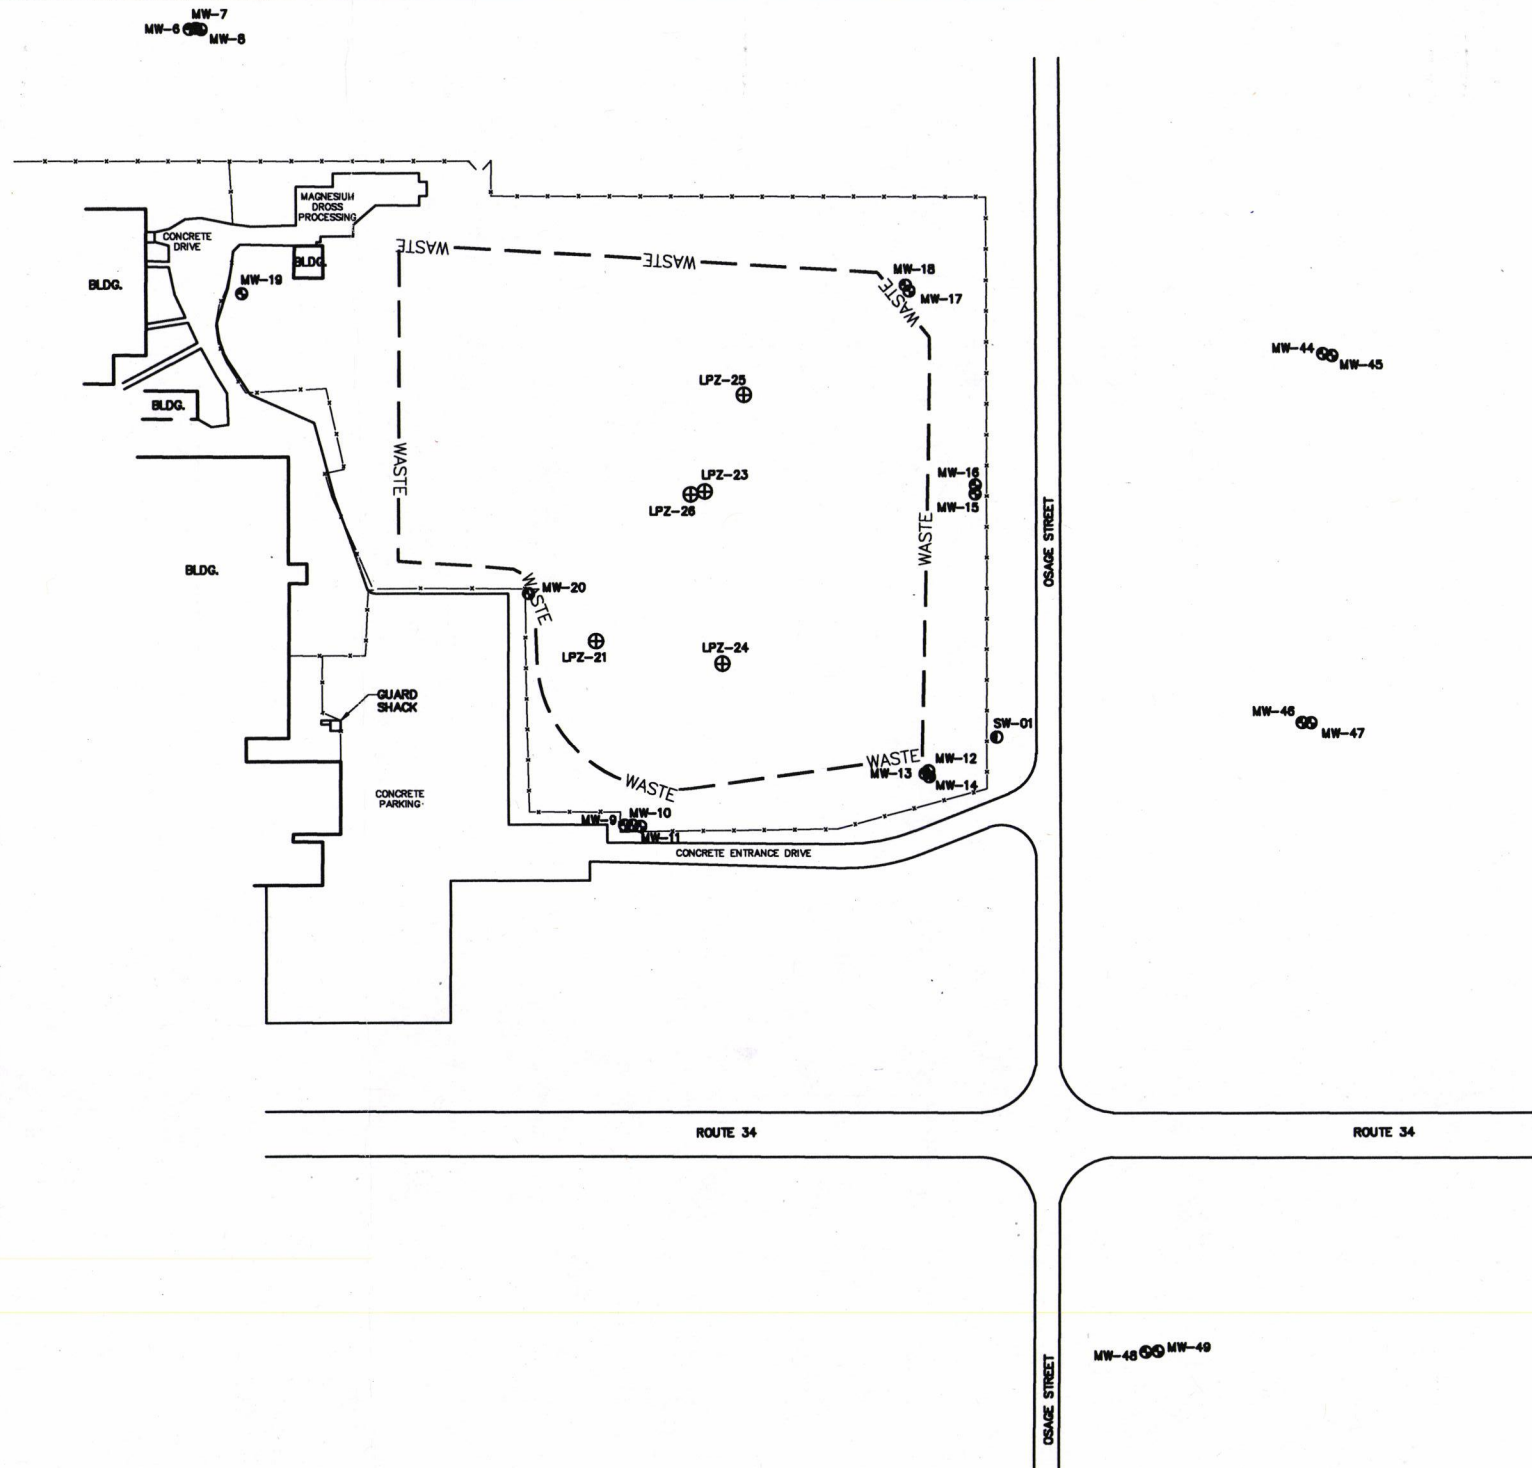 MW-7
MW-6
MW-8
MAGNESIUM
DROSS
PROCESSING
CONCRETE
DRIVE
WASTE
WASTE
BLDG.
MW-18
MW-19
BLDG.
WASTE
MW-17
MW-44
MW-45
LPZ-25
BLDG.
WASTE
LPZ-23
MW-16
LPZ-26
MW-15
OSAGE STREET
WASTE
BLDG.
WASTE
MW-20
LPZ-21
LPZ-24
GUARD
SHACK
MW-46
SW-01
MW-47
WASTE
MW-12
MW-13
MW-14
WASTE
CONCRETE
PARKING
MW-10
MW-9
MW-11
CONCRETE ENTRANCE DRIVE
ROUTE 34
ROUTE 34
MW-48
MW-49
OSAGE STREET